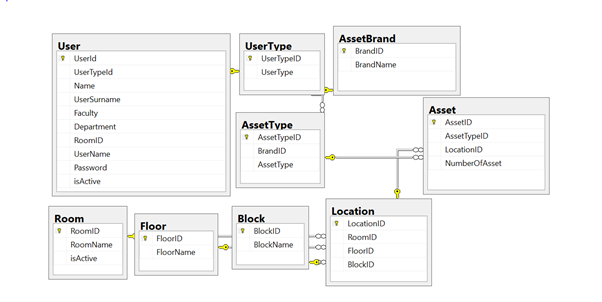 User
UserId
UserTypeId
Name
UserSurname
Faculty
Department
RoomID
UserName
Password
isActive
UserType
UserTypeID
UserType
AssetBrand
BrandID
BrandName
AssetType
AssetTypeID
BrandID
AssetType
Asset
AssetID
AssetTypeID
LocationID
NumberOfAsset
Room
RoomID
RoomName
isActive
Floor
FloorID
FloorName
Block
BlockID
BlockName
Location
LocationID
RoomID
FloorID
BlockID